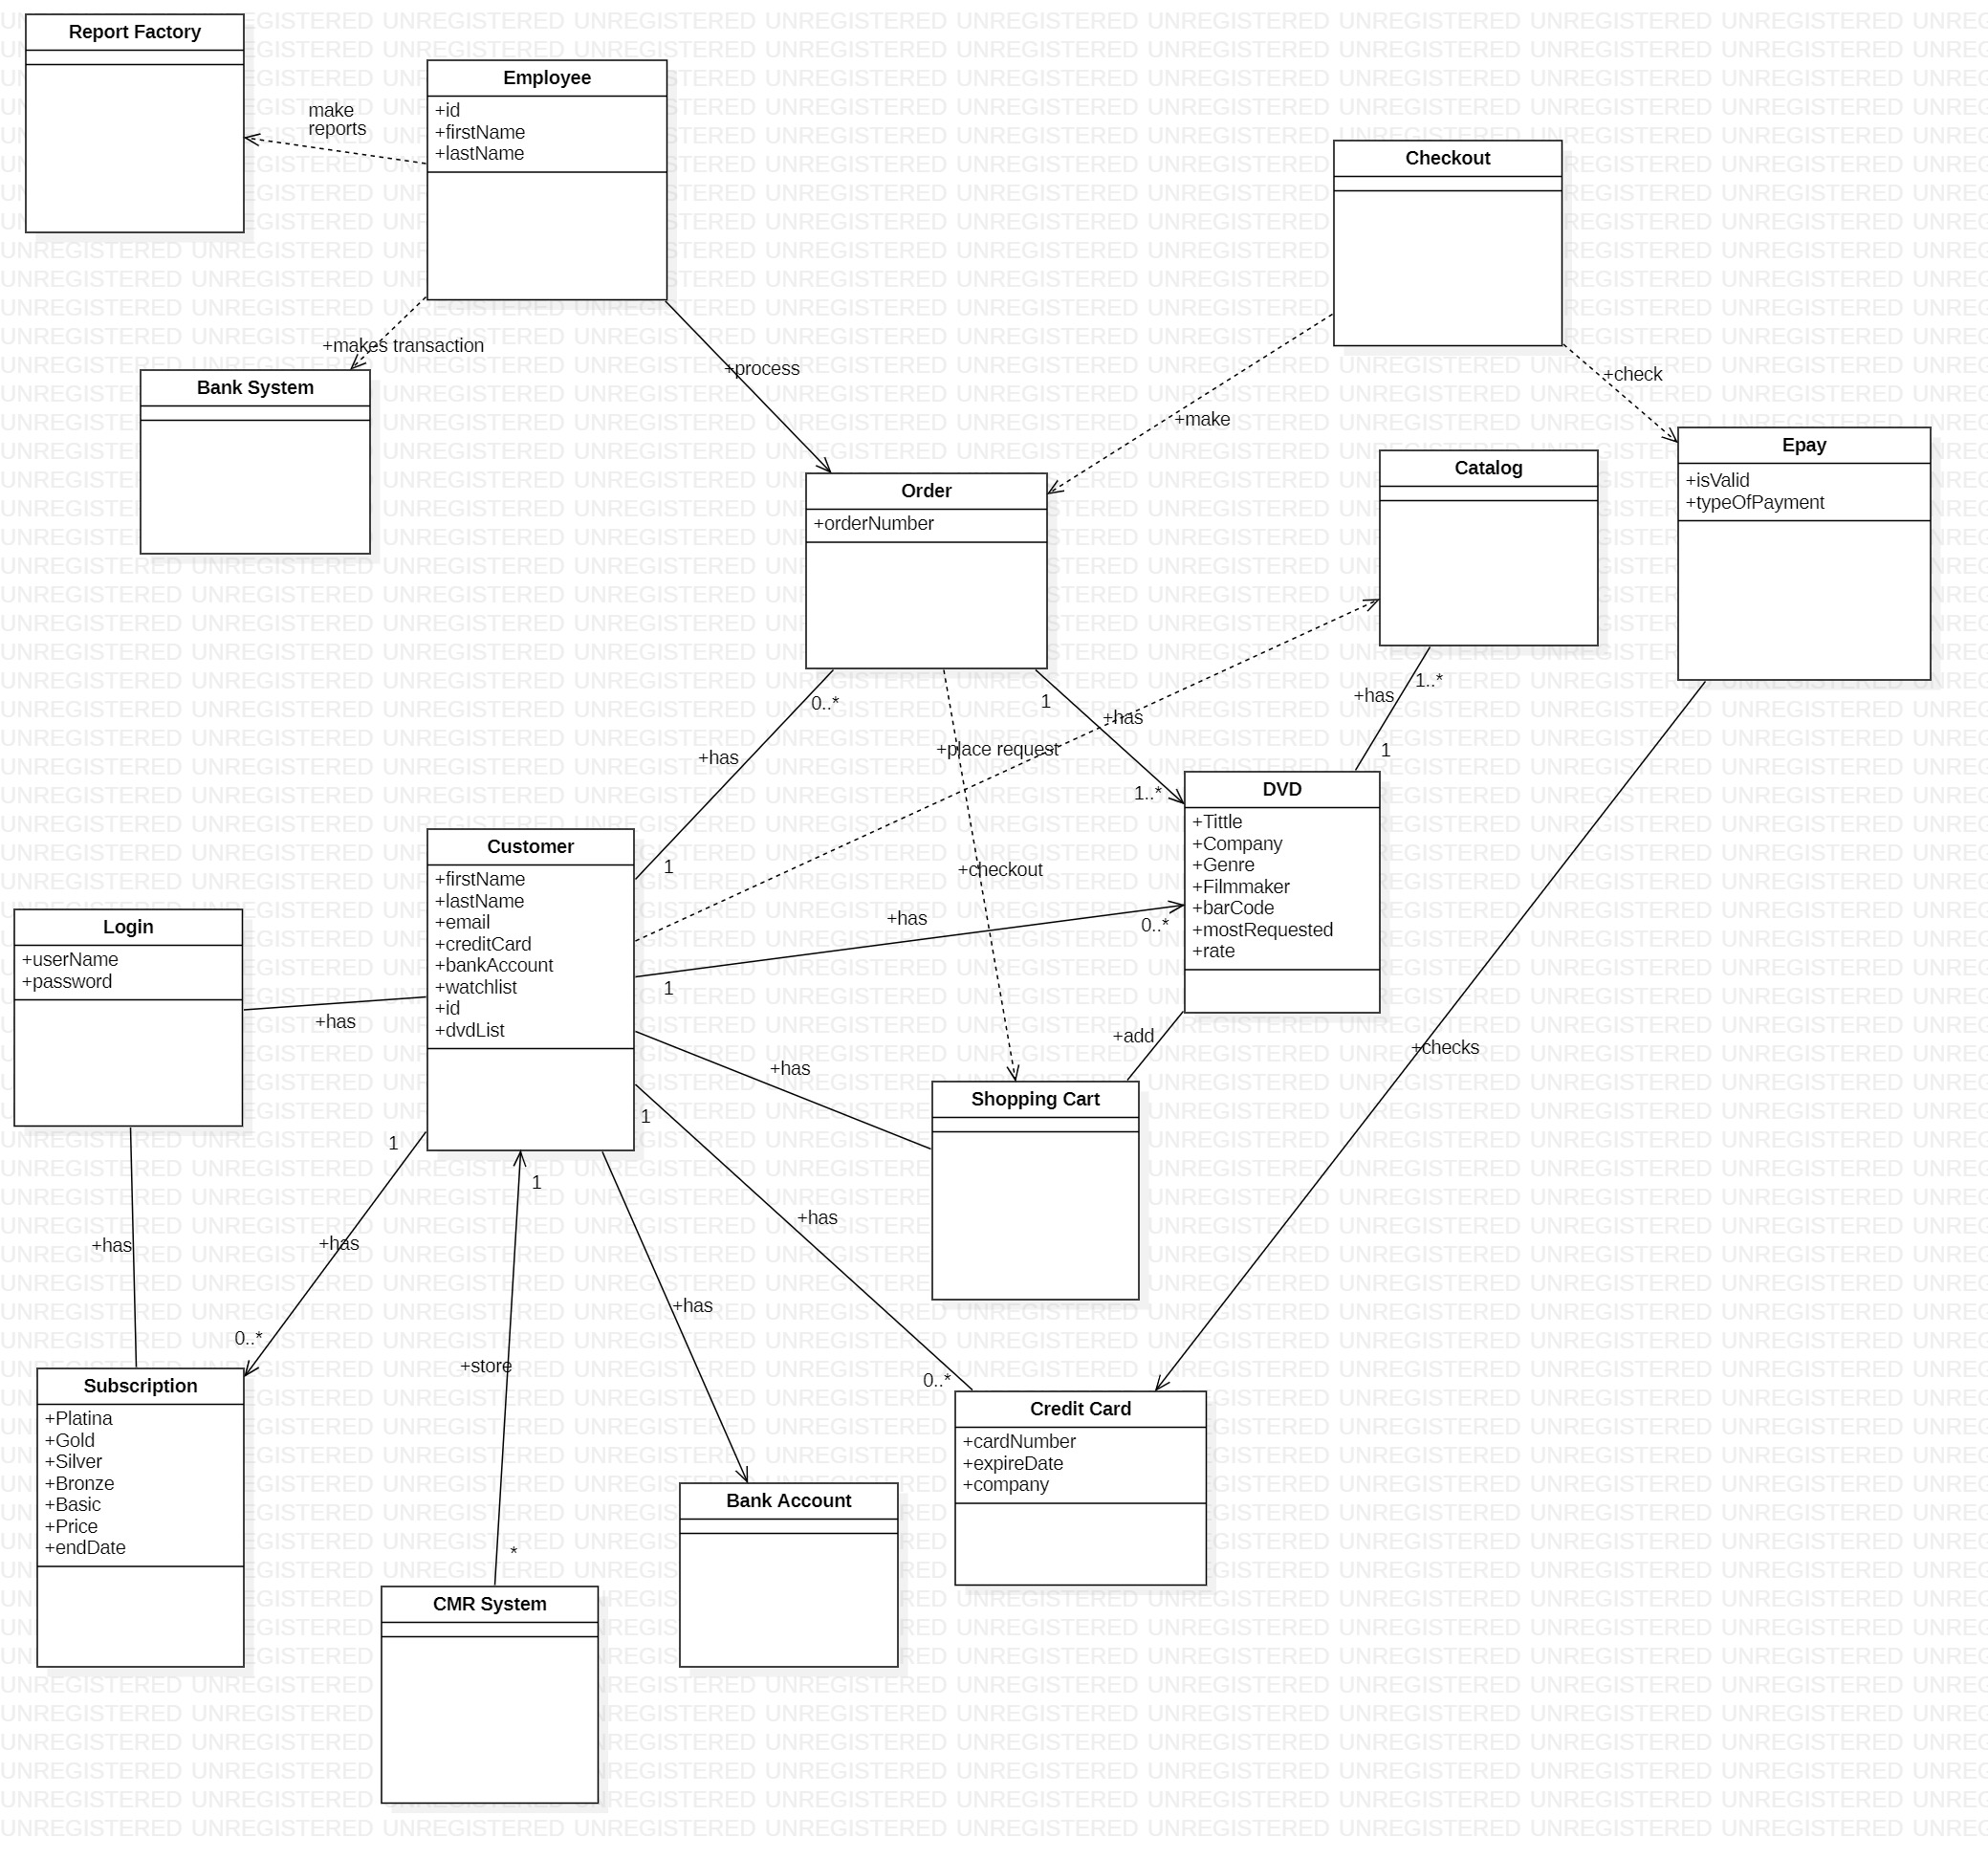 Report Factory
Employee
+id
+firstName
+lastName
make
reports
Checkout
+makes transaction
Bank System
+process
+check
+make
Epay
+isValid
+typeOfPayment
Catalog
Order
+orderNumber
0..*
1
+has
1..*
+has
+place request
+has
1
1..*
DVD
+Tittle
+Company
+Genre
+Filmmaker
+barCode
+mostRequested
+rate
Customer
+firstName
+lastName
+email
+creditCard
+bankAccount
+watchlist
+id
+dvdList
1
+checkout
+has
0..*
1
Login
+userName
+password
+has
+add
+checks
+has
Shopping Cart
1
1
1
+has
+has
+has
+has
0..*
+store
0..*
Subscription
+Platina
+Gold
+Silver
+Bronze
+Basic
+Price
+endDate
Credit Card
+cardNumber
+expireDate
+company
Bank Account
*
CMR System
UNREGISTERED